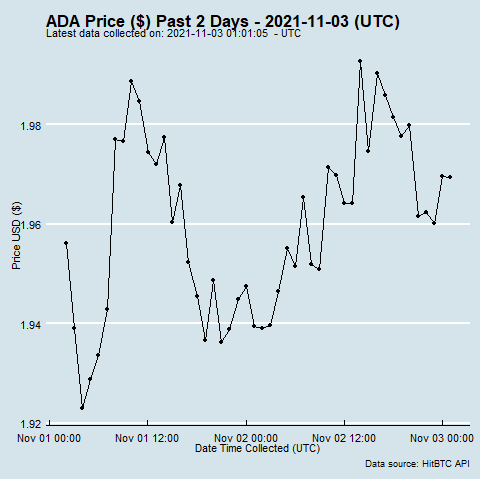 ADA Price ($) Past 2 Days - 2021-11-03 (UTC)
Latest data collected on: 2021-11-03 01:01:05  - UTC
1.98
1.96
1.94
1.92
Price USD ($)
Nov 01 00:00
Nov 01 12:00
Nov 02 00:00
Nov 02 12:00
Nov 03 00:00
Date Time Collected (UTC)
Data source: HitBTC API